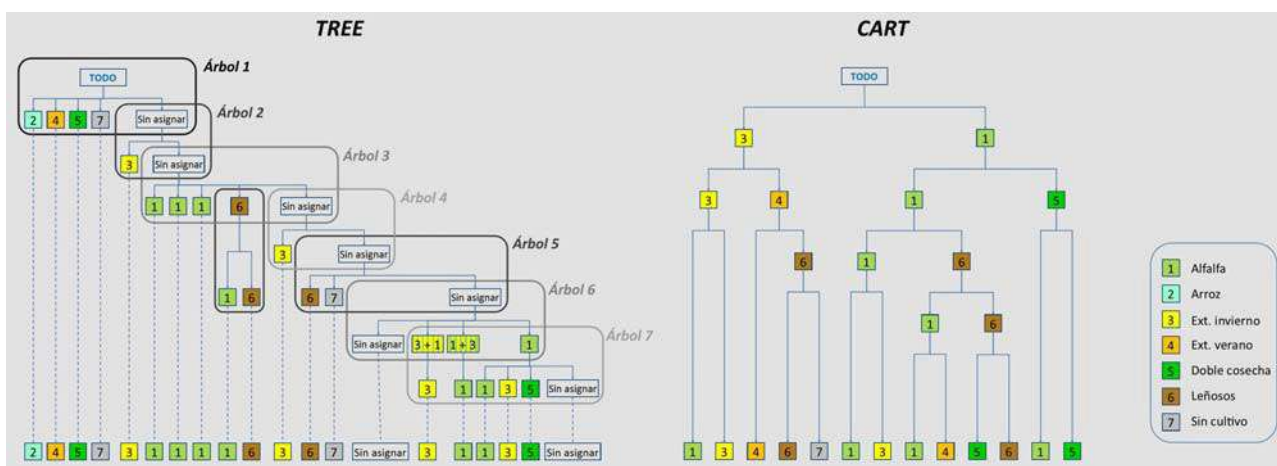 TREE
CART
Árbol 1
TODO
TODO
2 4 5 7 Sin asignar
Árbol 2
3
1
3 Sin asignar
Árbol 3
1 1 1 6 Sin asignar
Árbol 4
3 4 1 5
3 Sin asignar
Árbol 5
6 1 6
1 6 6 7 Sin asignar
Árbol 6
1 6
Sin asignar 3 + 1 1 + 3 1
Árbol 7
3 1 1 3 5 Sin asignar
2 4 5 7 3 1 1 1 1 6 3 6 7 Sin asignar 3 1 1 3 5 Sin asignar
1 3 4 6 7 1 3 1 4 5 6 1 5
1 Alfalfa
2 Arroz
3 Ext. invierno
4 Ext. verano
5 Doble cosecha
6 Leñosos
7 Sin cultivo